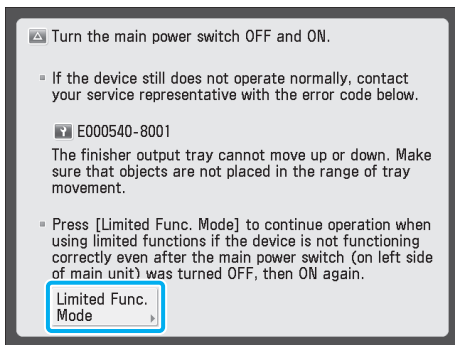 Turn the main power switch OFF and ON.
If the device still does not operate normally, contact
your service representative with the error code below.
E000540-8001
The finisher output tray cannot move up or down. Make
sure that objects are not placed in the range of tray
movement.
Press [Limited Func. Mode] to continue operation when
using limited functions if the device is not functioning
correctly even after the main power switch (on left side
of main unit) was turned OFF, then ON again.
Limited Func.
Mode